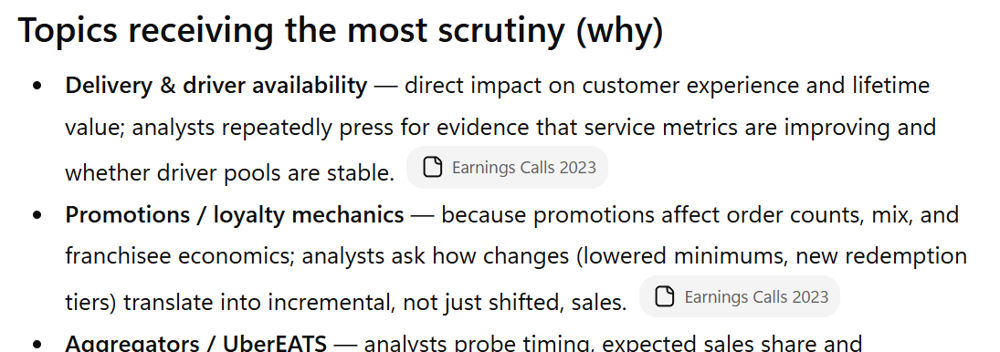 Topics receiving the most scrutiny (why)
• Delivery & driver availability — direct impact on customer experience and lifetime
value; analysts repeatedly press for evidence that service metrics are improving and
whether driver pools are stable. Earnings Calls 2023
• Promotions / loyalty mechanics — because promotions affect order counts, mix, and
franchisee economics; analysts ask how changes (lowered minimums, new redemption
tiers) translate into incremental, not just shifted, sales. Earnings Calls 2023
• Aggregators / UberEATS — analysts probe timing, expected sales share and